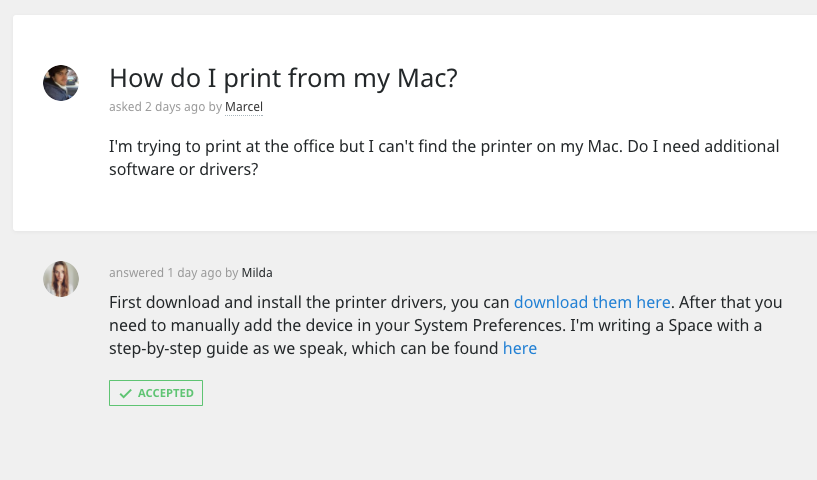 How do I print from my Mac?
asked 2 days ago by Marcel
I'm trying to print at the office but I can't find the printer on my Mac. Do I need additional
software or drivers?
answered 1 day ago by Milda
First download and install the printer drivers, you can download them here. After that you
need to manually add the device in your System Preferences. I'm writing a Space with a
step-by-step guide as we speak, which can be found here
ACCEPTED